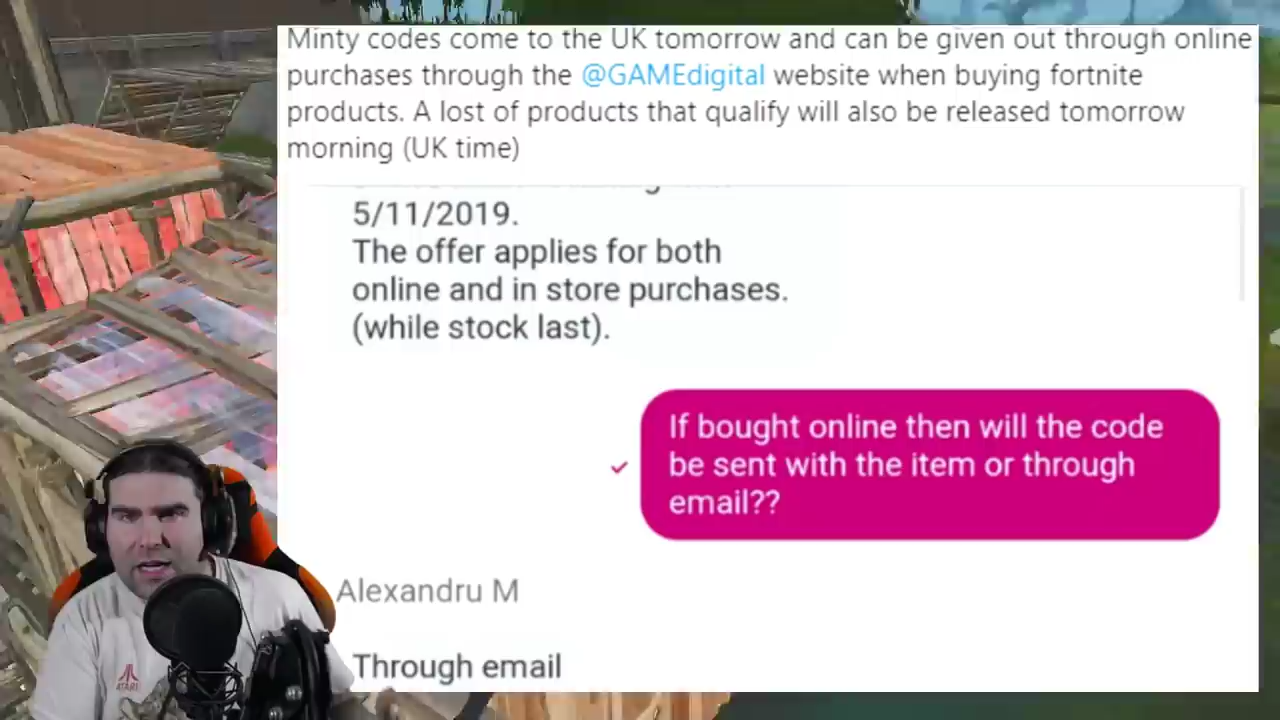 Minty codes come to the UK tomorrow and can be given out through online
purchases through the @GAMEdigital website when buying fortnite
products. A lost of products that qualify will also be released tomorrow
morning (UK time)
5/11/2019.
The offer applies for both
online and in store purchases.
(while stock last).
If bought online then will the code
be sent with the item or through
email??
Alexandru M
Through email
ATARI